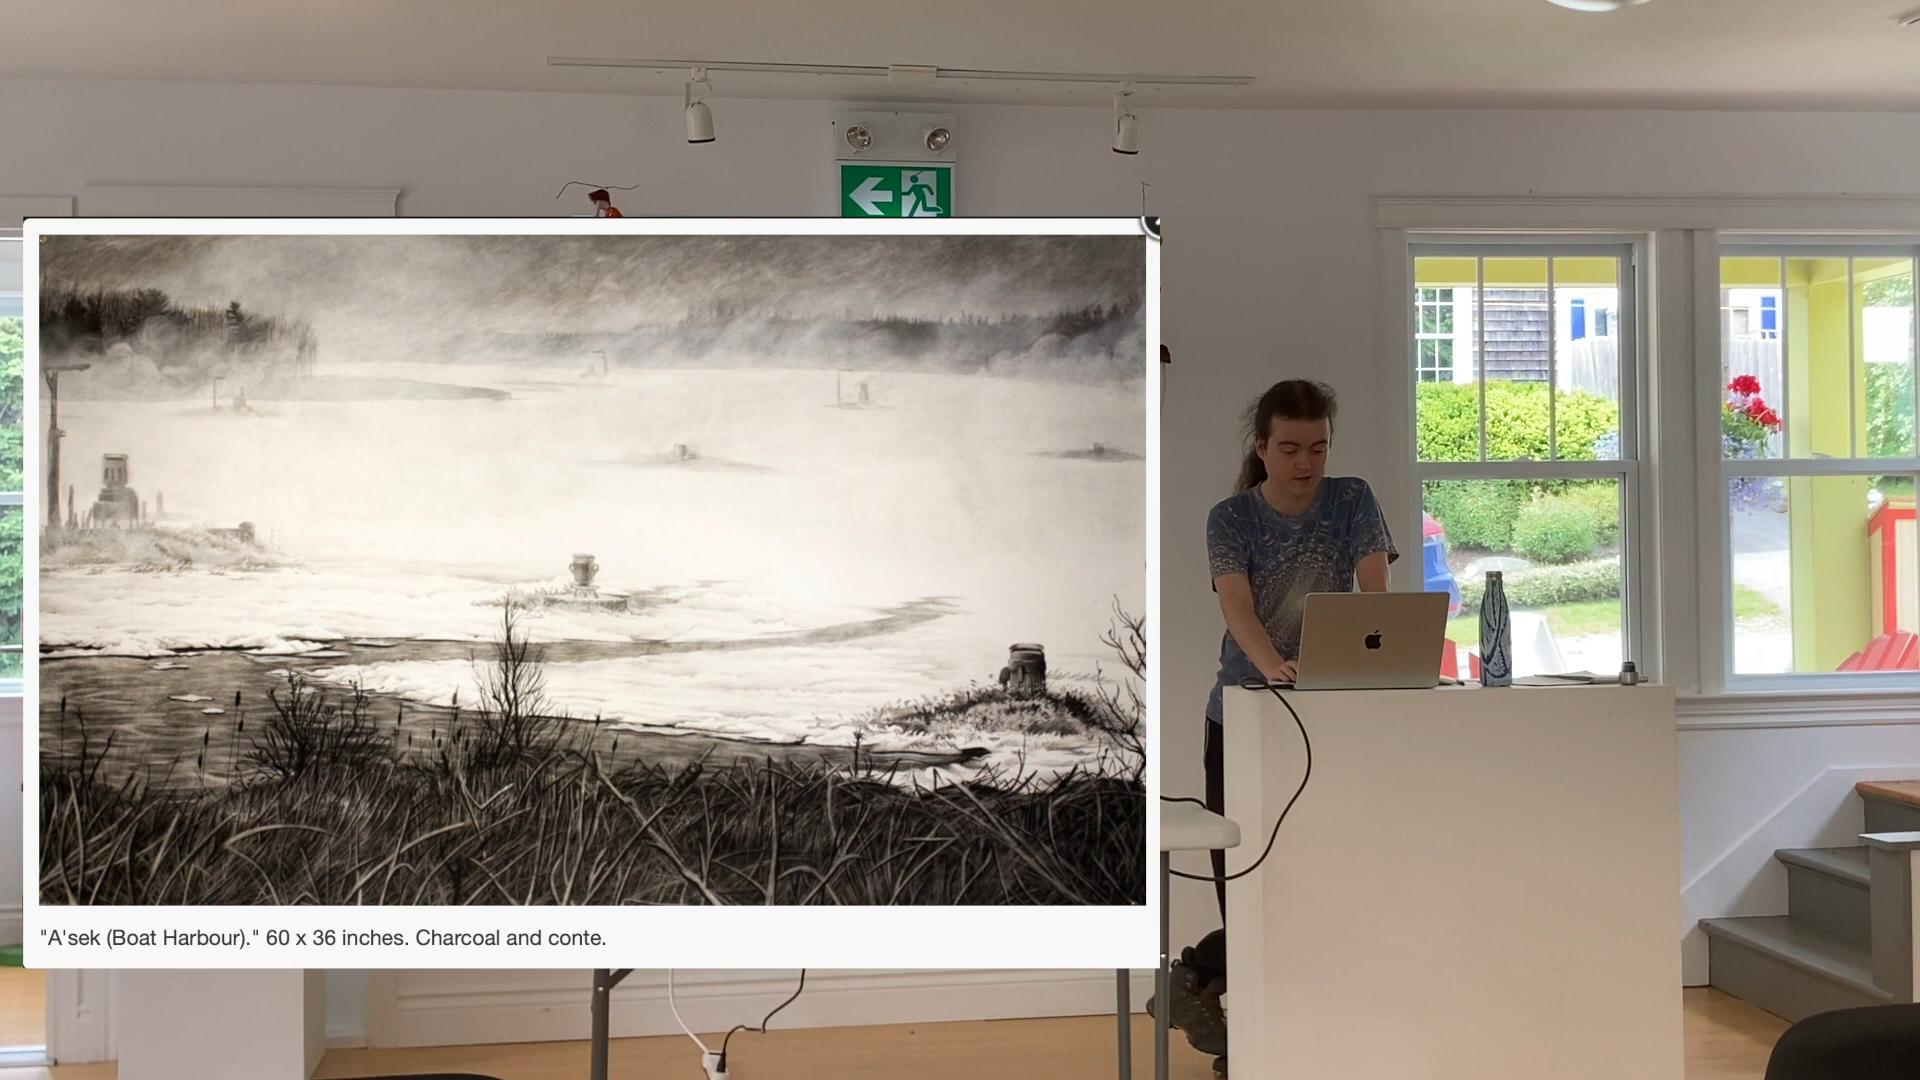 "A'sek (Boat Harbour)." 60 x 36 inches. Charcoal and conte.